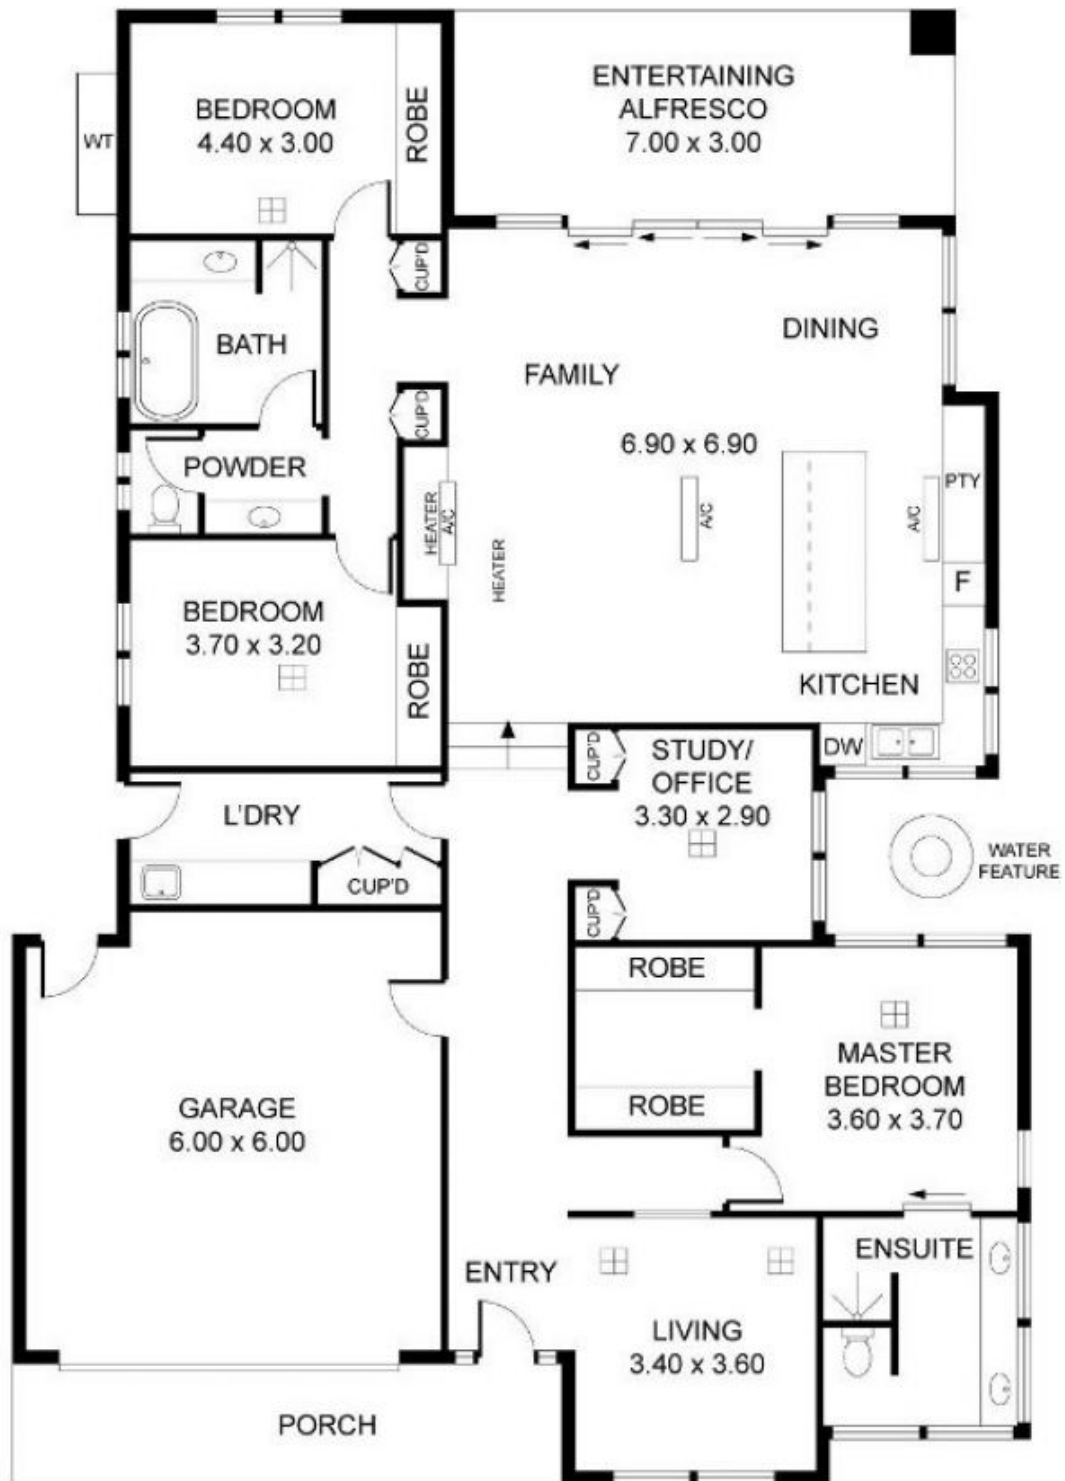 BEDROOM
4.40 x 3.00
ROBE
ENTERTAINING
ALFRESCO
7.00 x 3.00
WT
CUP'D
BATH
DINING
FAMILY
6.90 x 6.90
CUP'D
POWDER
HEATER
A/C
HEATER
A/C
A/C
PTY
F
BEDROOM
3.70 x 3.20
ROBE
KITCHEN
DW
CUP'D
STUDY/
OFFICE
3.30 x 2.90
L'DRY
CUP'D
CUP'D
WATER
FEATURE
ROBE
ROBE
MASTER
BEDROOM
3.60 x 3.70
GARAGE
6.00 x 6.00
ENTRY
ENSUITE
LIVING
3.40 x 3.60
PORCH